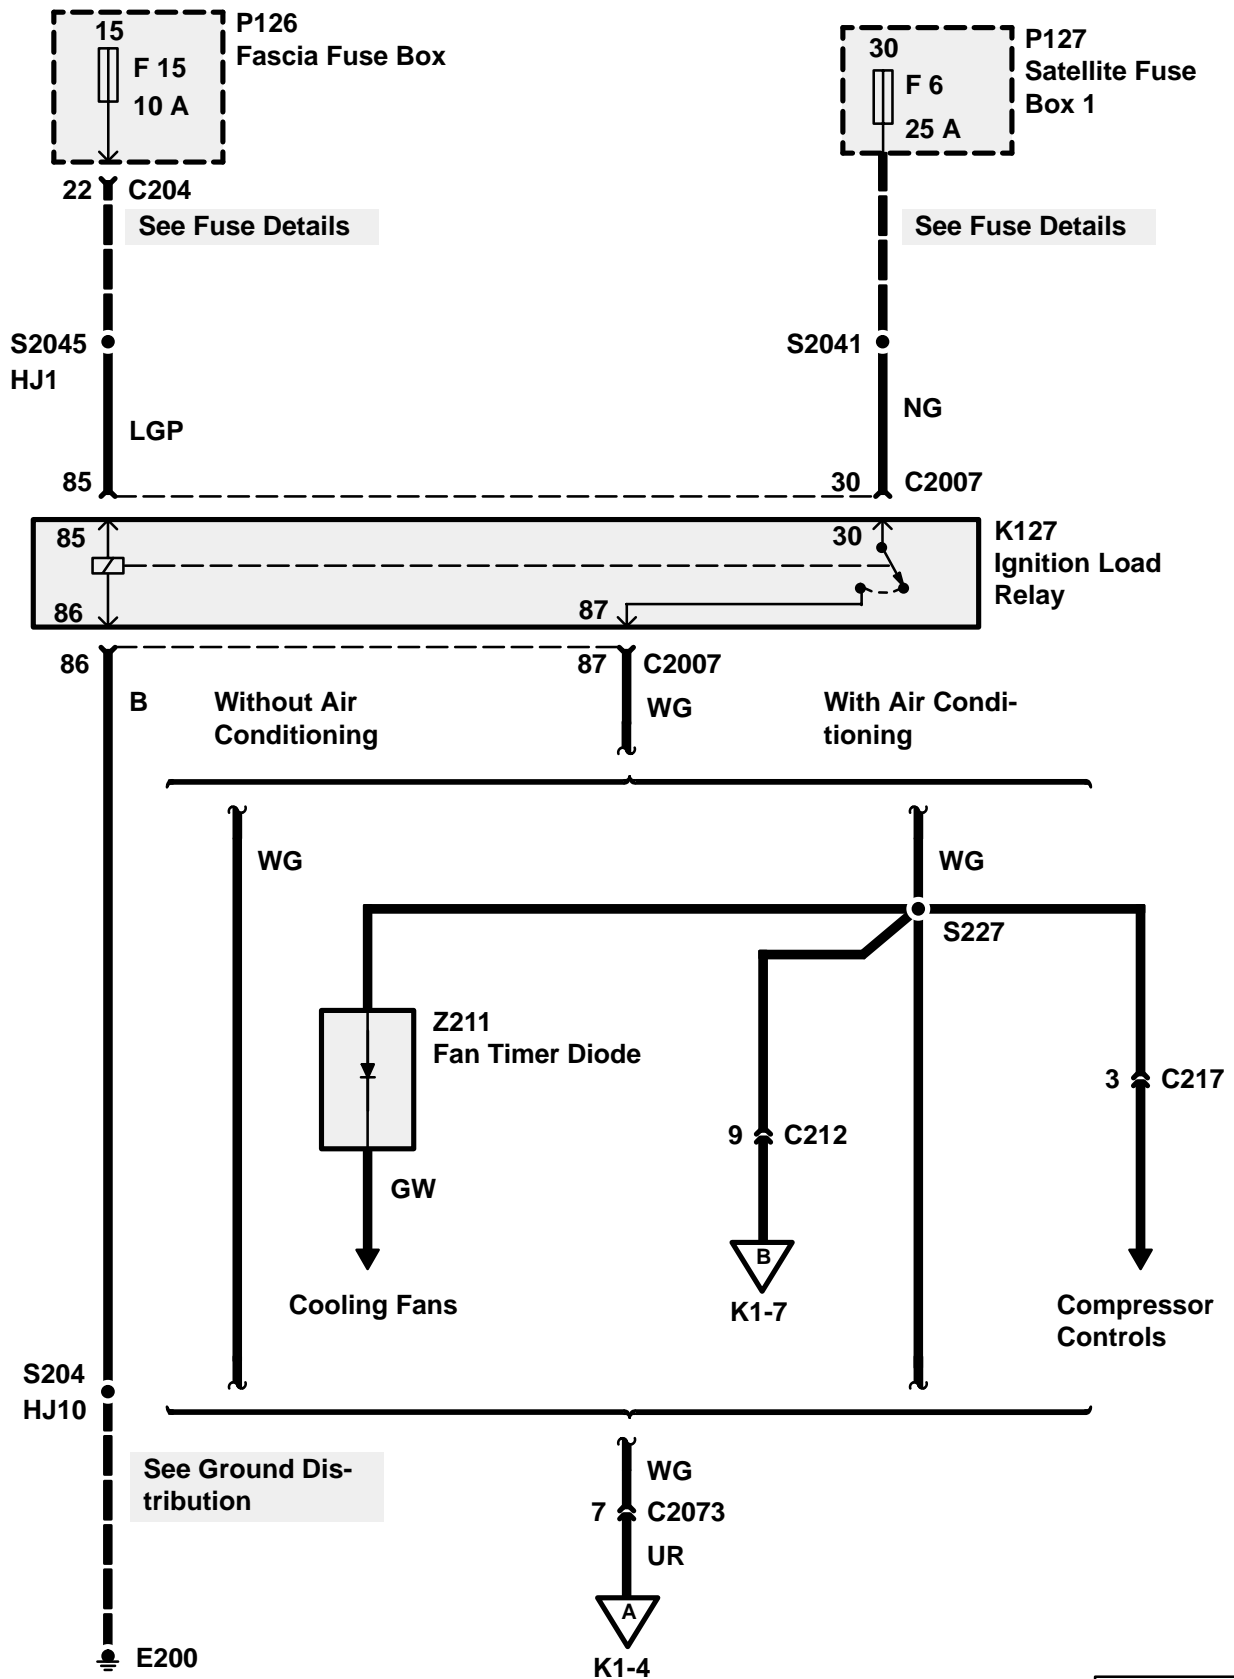 15
F 15
10 A
P126
Fascia Fuse Box
30
F 6
25 A
P127
Satellite Fuse
Box 1
22
C204
See Fuse Details
See Fuse Details
S2045
HJ1
S2041
LGP
NG
85
30
C2007
85
30
K127
Ignition Load
Relay
86
87
86
87
C2007
B
Without Air
Conditioning
WG
With Air Condi-
tioning
WG
WG
S227
Z211
Fan Timer Diode
3
C217
9
C212
GW
B
Cooling Fans
K1-7
Compressor
Controls
S204
HJ10
See Ground Dis-
tribution
WG
7
C2073
UR
A
E200
K1-4